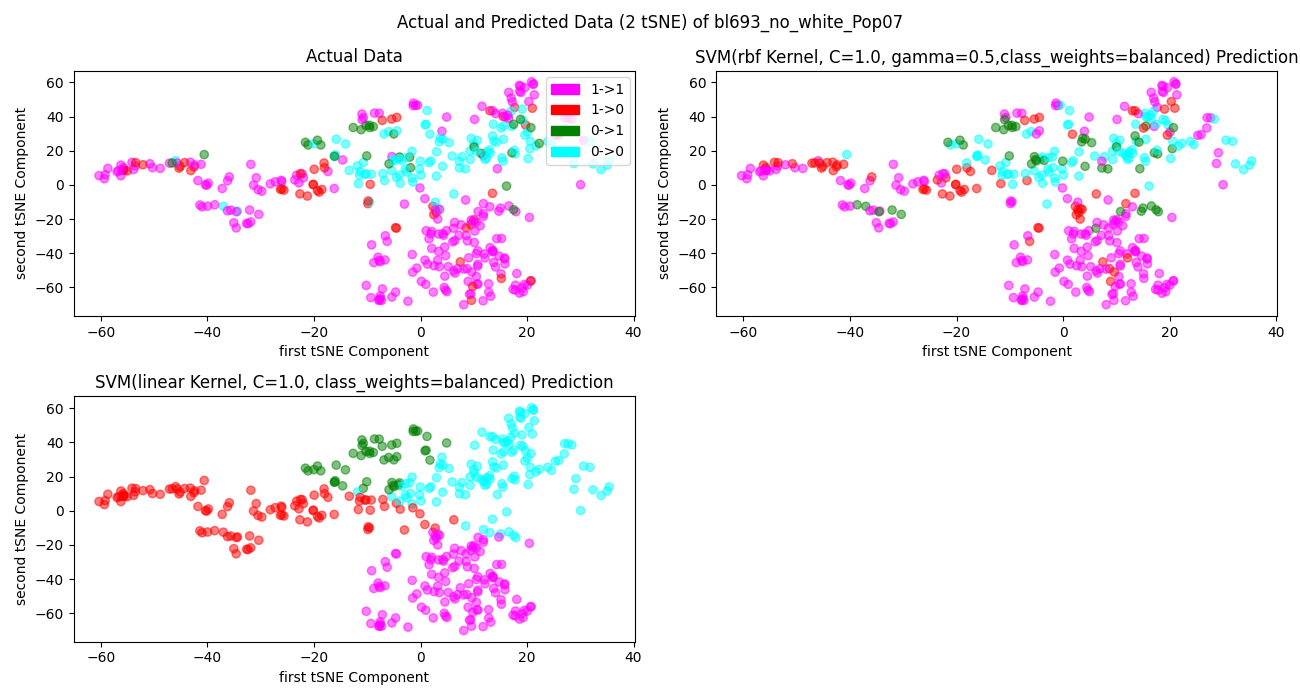 Actual and Predicted Data (2 tSNE) of bl693_no_white_Pop07
Actual Data
60
40
20
0
−20
−40
−60
second tSNE Component
−60 −40 −20 0 20 40
first tSNE Component
1->1
1->0
0->1
0->0
SVM(rbf Kernel, C=1.0, gamma=0.5,class_weights=balanced) Prediction
60
40
20
0
−20
−40
−60
second tSNE Component
−60 −40 −20 0 20 40
first tSNE Component
SVM(linear Kernel, C=1.0, class_weights=balanced) Prediction
60
40
20
0
−20
−40
−60
second tSNE Component
−60 −40 −20 0 20 40
first tSNE Component